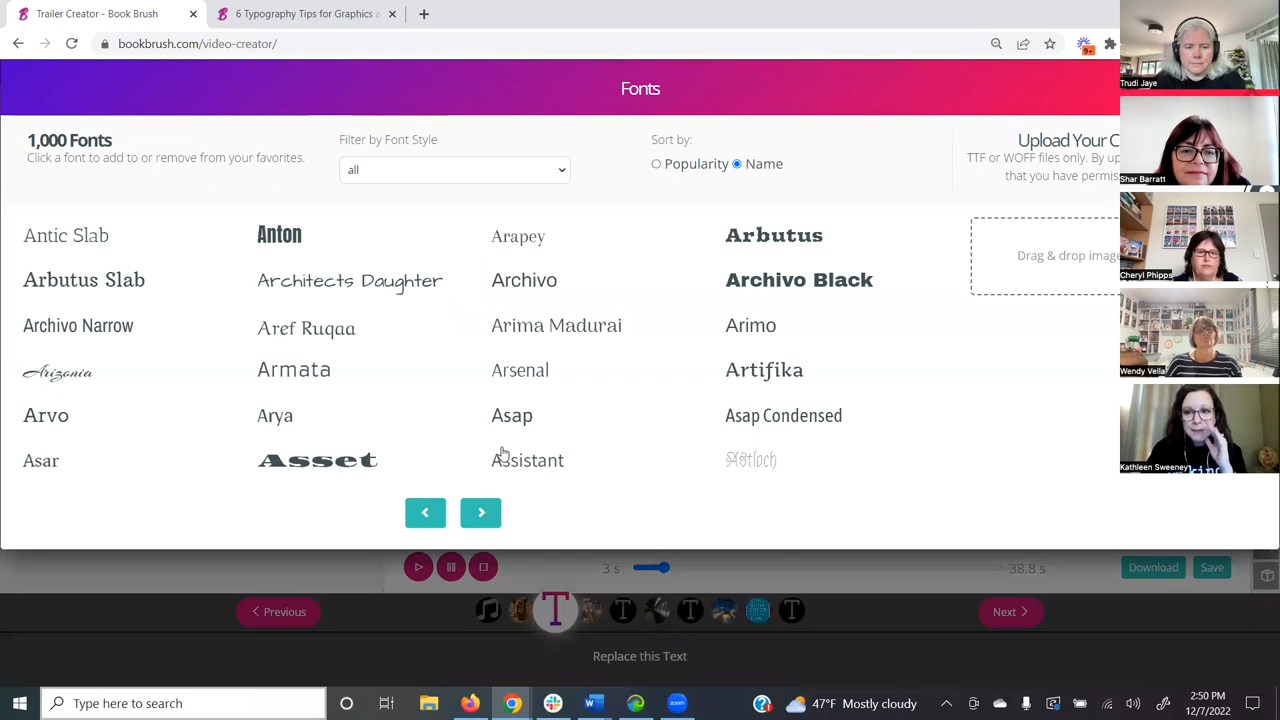 Trailer Creator - Book Brush
6 Typography Tips for Graphics a
bookbrush.com/video-creator/
9+
Fonts
1,000 Fonts
Click a font to add to or remove from your favorites.
Filter by Font Style
all
Sort by:
Popularity
Name
Upload Your C
TTF or WOFF files only. By up
that you have permis
Drag & drop image
Antic Slab
Anton
Arapey
Arbutus
Arbutus Slab
Architects Daughter
Archivo
Archivo Black
Archivo Narrow
Aref Ruqaa
Arima Madurai
Arimo
Arizonia
Armata
Arsenal
Artifika
Arvo
Arya
Asap
Asap Condensed
Asar
Asset
Assistant
3 s
38.8 s
Download
Save
Previous
T
T
T
T
Next
Replace this Text
Type here to search
47°F Mostly cloudy
2:50 PM
12/7/2022
zoom
Trudi Jaye
Shar Barratt
Cheryl Phipps
Wendy Vella
Kathleen Sweeney